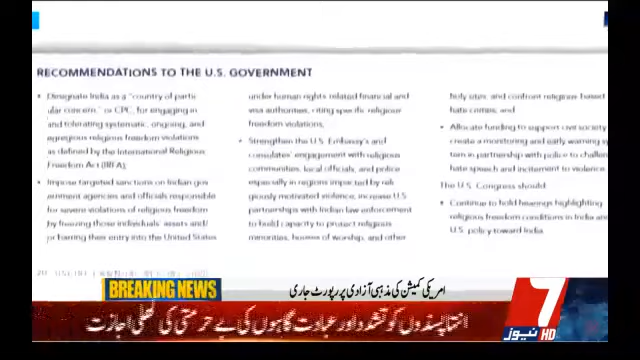 RECOMMENDATIONS TO THE U.S. GOVERNMENT
• Designate India as a “country of parti
ular concern,” or CPC, for engaging in
and tolerating systematic, ongoing, and
egregious religious freedom violations
as defined by the International Religious
Freedom Act (IRFA);
• Impose targeted sanctions on Indian gov
ernment agencies and officials responsible
for severe violations of religious freedom
by freezing those individuals’ assets and/
or barring their entry into the United States
under human rights related financial and
visa authorities, citing specific religious
freedom violations;
• Strengthen the U.S. Embassy’s and
consulates’ engagement with religious
communities, local officials, and police
especially in regions impacted by reli
giously motivated violence, increase U.S.
partnerships with Indian law enforcement
to build capacity to protect religious
minorities, houses of worship, and other
holy sites; and confront religious based
hate crimes; and
• Allocate funding to support civil society
create a monitoring and early warning sy
tem in partnership with police to challen
hate speech and incitement to violence
The U.S. Congress should
• Continue to hold hearings highlighting
religious freedom conditions in India and
U.S. policy toward India.
BREAKING NEWS
امریکی کمیشن کی مذہبی آزادی پر رپورٹ جاری
انتہاپسندوں کو تشدد اور عبادت گاہوں کی بے حرمتی کی کھلی اجازت
7
نیوز HD